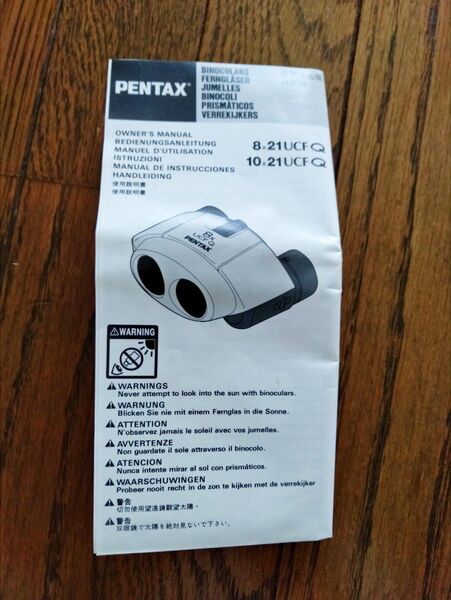 PENTAX®
BINOCULARS
FERNGLÄSER
JUMELLES
BINOCOLI
PRISMÁTICOS
VERREKIJKERS
OWNER'S MANUAL
BEDIENUNGSANLEITUNG
MANUEL D'UTILISATION
ISTRUZIONI
MANUAL DE INSTRUCCIONES
HANDLEIDING
使用說明書
使用説明書
8x21UCF Q
10x21UCF Q
8x
UCF Q
PENTAX
⚠WARNING
⚠ WARNINGS
Never attempt to look into the sun with binoculars.
⚠ WARNUNG
Blicken Sie nie mit einem Fernglas in die Sonne.
⚠ ATTENTION
N'observez jamais le soleil avec vos jumelles.
⚠ AVVERTENZE
Non guardate il sole attraverso il binocolo.
⚠ ATENCION
Nunca intente mirar al sol con prismáticos.
⚠ WAARSCHUWINGEN
Probeer nooit recht in de zon te kijken met de verrekijker
⚠ 警告
切勿使用望遠鏡觀望太陽。
⚠ 警告
双眼鏡で太陽を絶対見ないで下さい。